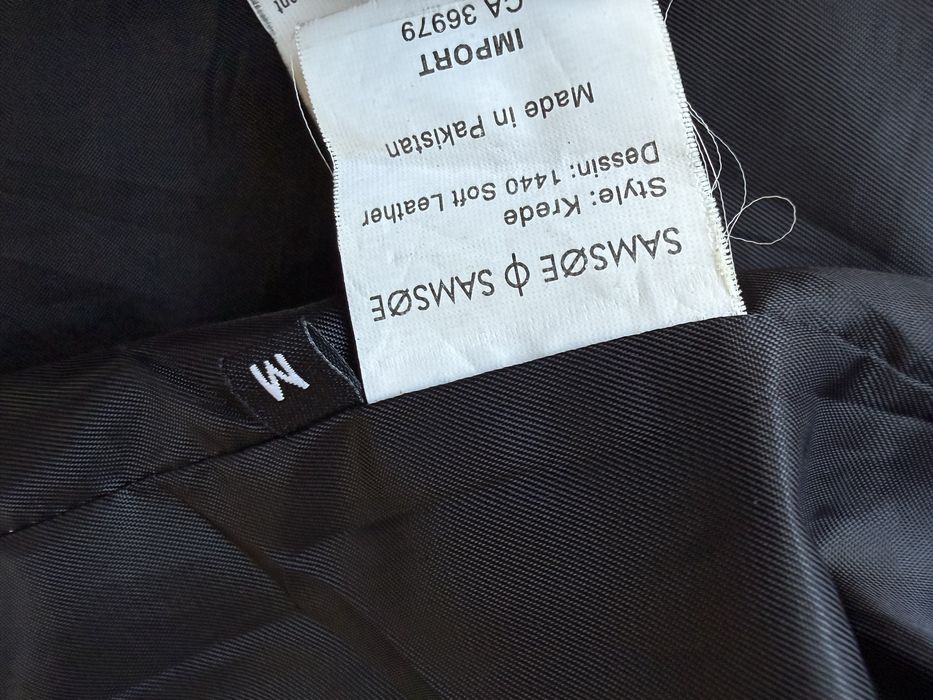 SAMSØE ɸ SAMSØE
Style: Krede
Dessin: 1440 Soft Leather
Made in Pakistan
IMPORT
CA 36979
M